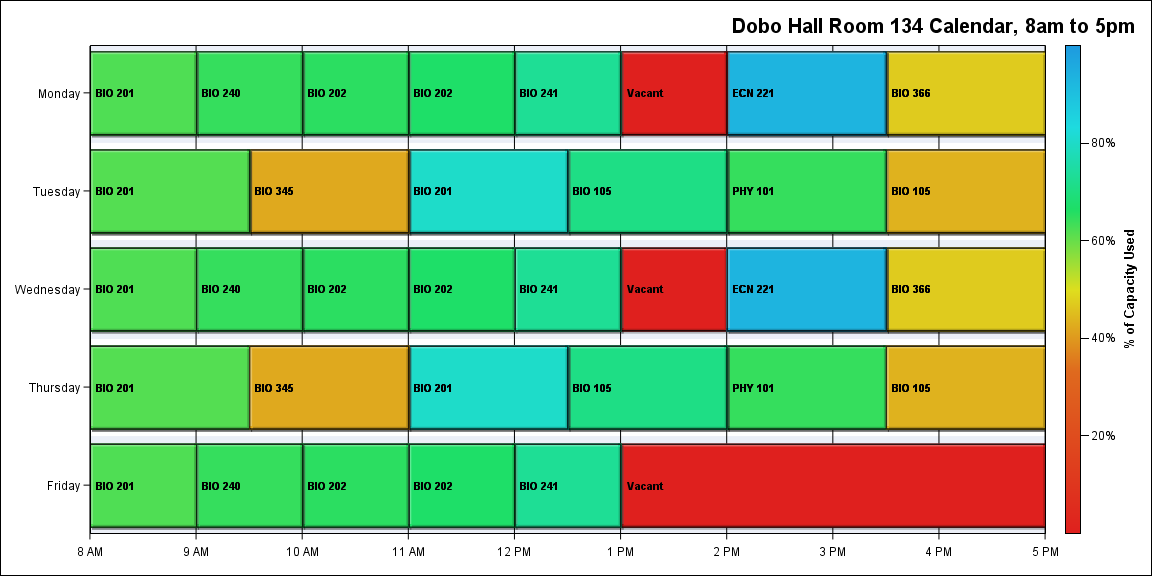 Dobo Hall Room 134 Calendar, 8am to 5pm
Monday BIO 201 BIO 240 BIO 202 BIO 202 BIO 241 Vacant ECN 221 BIO 366
80%
Tuesday BIO 201 BIO 345 BIO 201 BIO 105 PHY 101 BIO 105
60%
% of Capacity Used
Wednesday BIO 201 BIO 240 BIO 202 BIO 202 BIO 241 Vacant ECN 221 BIO 366
40%
Thursday BIO 201 BIO 345 BIO 201 BIO 105 PHY 101 BIO 105
20%
Friday BIO 201 BIO 240 BIO 202 BIO 202 BIO 241 Vacant
8 AM 9 AM 10 AM 11 AM 12 PM 1 PM 2 PM 3 PM 4 PM 5 PM